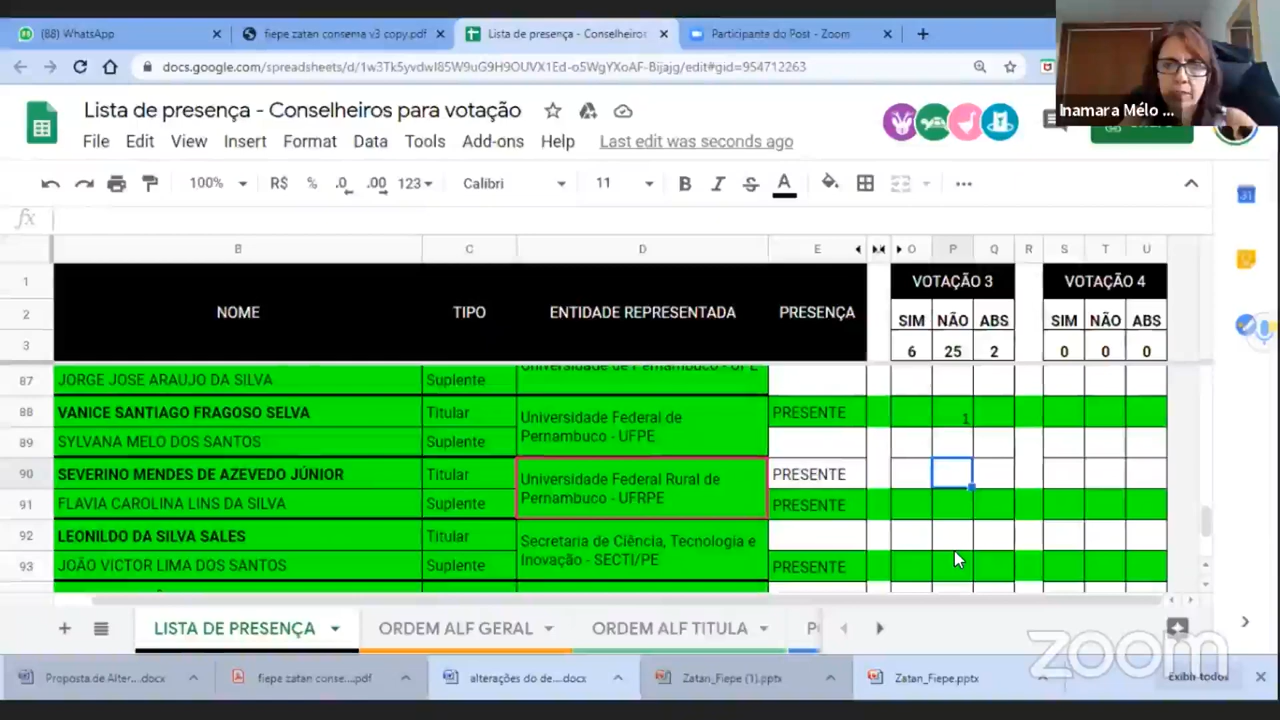 (88) WhatsApp
fiepe zatan consema v3 copy.pdf
Lista de presença - Conselheiros
Participante do Post - Zoom
docs.google.com/spreadsheets/d/1w3Tk5yvdwI85W9uG9H9OUVX1Ed-o5WgYXoAF-Bijajg/edit#gid=954712263
Inamara Mélo ...
Lista de presença - Conselheiros para votação
File Edit View Insert Format Data Tools Add-ons Help Last edit was seconds ago
100% R$ % .0 .00 123 Calibri 11 B I S A ...
fx
B C D E O P Q R S T U
1 VOTAÇÃO 3 VOTAÇÃO 4
2 NOME TIPO ENTIDADE REPRESENTADA PRESENÇA SIM NÃO ABS SIM NÃO ABS
3 6 25 2 0 0 0
87 JORGE JOSE ARAUJO DA SILVA Suplente Universidade de Pernambuco - UPE
88 VANICE SANTIAGO FRAGOSO SELVA Titular Universidade Federal de PRESENTE 1
89 SYLVANA MELO DOS SANTOS Suplente Pernambuco - UFPE
90 SEVERINO MENDES DE AZEVEDO JÚNIOR Titular Universidade Federal Rural de PRESENTE
91 FLAVIA CAROLINA LINS DA SILVA Suplente Pernambuco - UFRPE PRESENTE
92 LEONILDO DA SILVA SALES Titular Secretaria de Ciência, Tecnologia e
93 JOÃO VICTOR LIMA DOS SANTOS Suplente Inovação - SECTI/PE PRESENTE
LISTA DE PRESENÇA ORDEM ALF GERAL ORDEM ALF TITULA
zoom
Proposta de Alter....docx
fiepe zatan conse....pdf
alterações do de....docx
Zatan_Fiepe (1).pptx
Zatan_Fiepe.pptx
Exibir todos